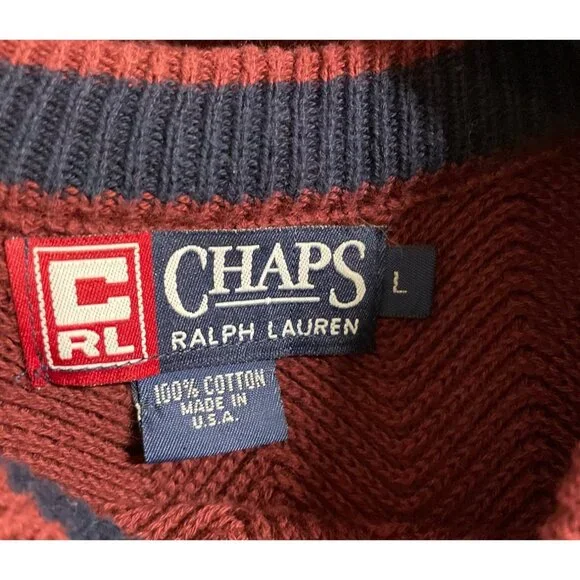 C
RL
CHAPS
RALPH LAUREN
L
100% COTTON
MADE IN
U.S.A.